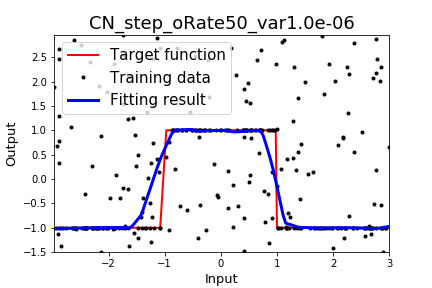 CN_step_oRate50_var1.0e-06
Target function
Training data
Fitting result
Output
2.5
2.0
1.5
1.0
0.5
0.0
−0.5
−1.0
−1.5
−2
−1
0
1
2
3
Input